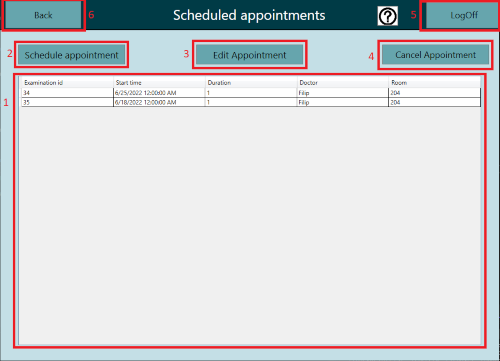 Back 6 Scheduled appointments ? 5 LogOff
2 Schedule appointment 3 Edit Appointment 4 Cancel Appointment
1
Examination id Start time Duration Doctor Room
34 6/25/2022 12:00:00 AM 1 Filip 204
35 6/18/2022 12:00:00 AM 1 Filip 204